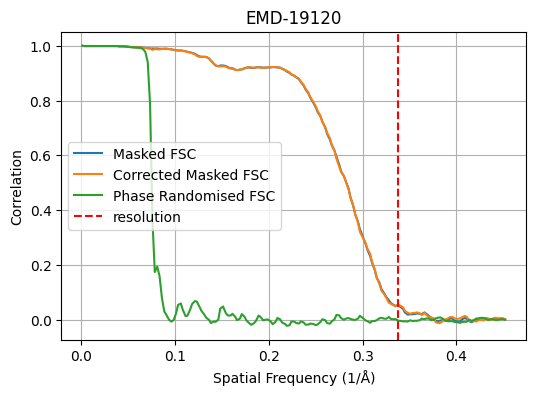 EMD-19120
1.0
0.8
0.6
0.4
0.2
0.0
Correlation
Masked FSC
Corrected Masked FSC
Phase Randomised FSC
resolution
0.0 0.1 0.2 0.3 0.4
Spatial Frequency (1/Å)